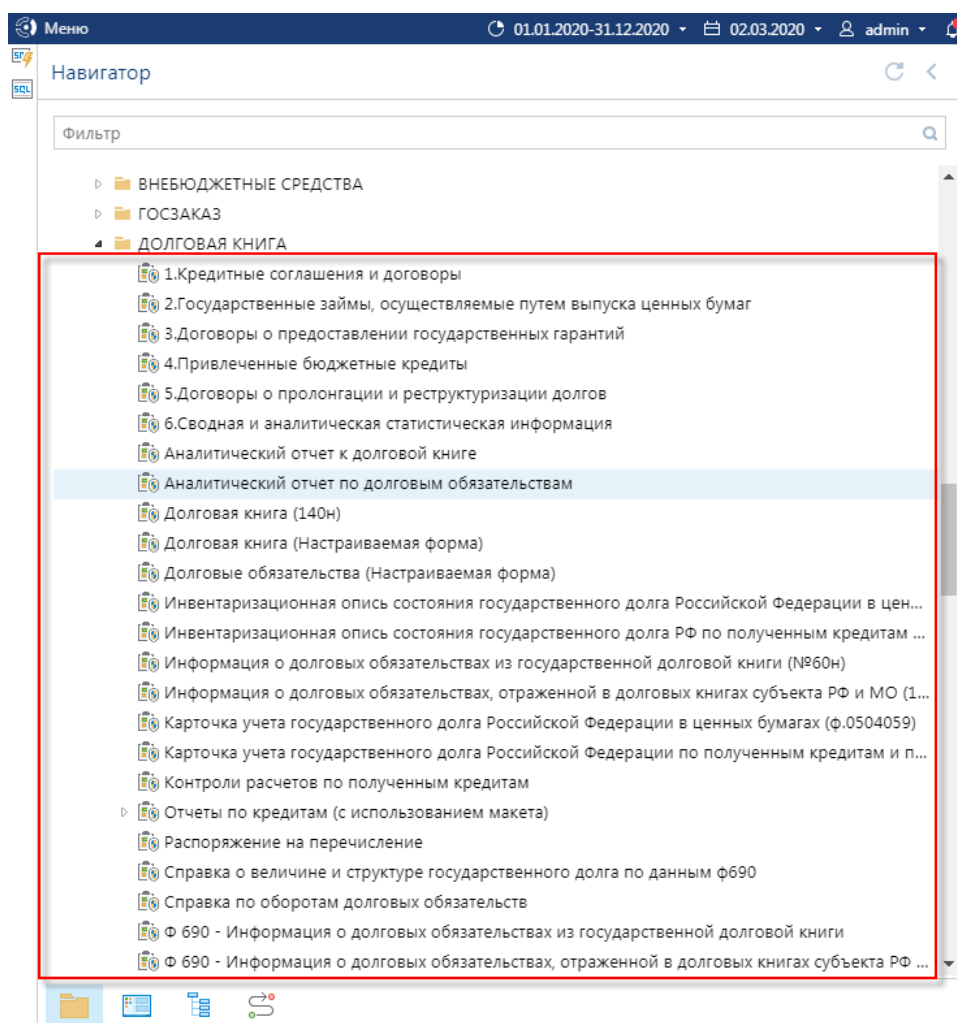 Меню 01.01.2020-31.12.2020 02.03.2020 admin
SQL
Навигатор
SQL
Фильтр
ВНЕБЮДЖЕТНЫЕ СРЕДСТВА
ГОСЗАКАЗ
ДОЛГОВАЯ КНИГА
1.Кредитные соглашения и договоры
2.Государственные займы, осуществляемые путем выпуска ценных бумаг
3.Договоры о предоставлении государственных гарантий
4.Привлеченные бюджетные кредиты
5.Договоры о пролонгации и реструктуризации долгов
6.Сводная и аналитическая статистическая информация
Аналитический отчет к долговой книге
Аналитический отчет по долговым обязательствам
Долговая книга (140н)
Долговая книга (Настраиваемая форма)
Долговые обязательства (Настраиваемая форма)
Инвентаризационная опись состояния государственного долга Российской Федерации в цен...
Инвентаризационная опись состояния государственного долга РФ по полученным кредитам ...
Информация о долговых обязательствах из государственной долговой книги (№60н)
Информация о долговых обязательствах, отраженной в долговых книгах субъекта РФ и МО (1...
Карточка учета государственного долга Российской Федерации в ценных бумагах (ф.0504059)
Карточка учета государственного долга Российской Федерации по полученным кредитам и п...
Контроли расчетов по полученным кредитам
Отчеты по кредитам (с использованием макета)
Распоряжение на перечисление
Справка о величине и структуре государственного долга по данным ф690
Справка по оборотам долговых обязательств
Ф 690 - Информация о долговых обязательствах из государственной долговой книги
Ф 690 - Информация о долговых обязательствах, отраженной в долговых книгах субъекта РФ ...